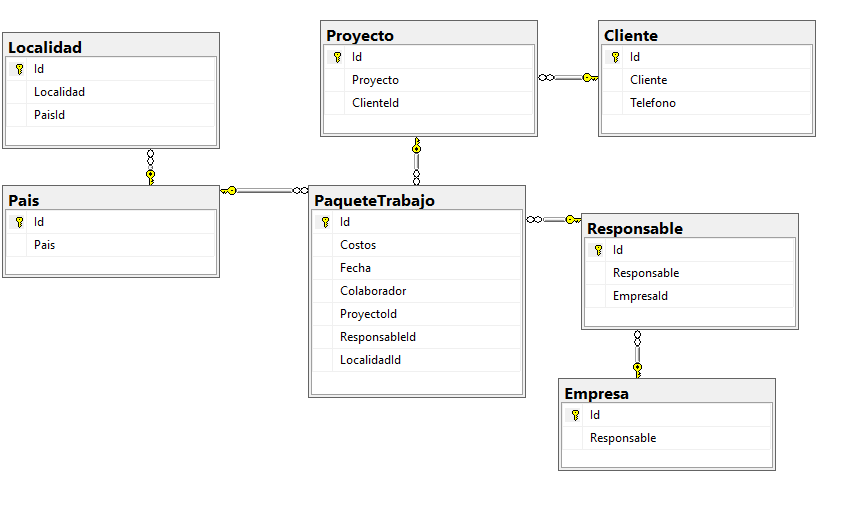 Localidad
Id
Localidad
PaisId
Proyecto
Id
Proyecto
ClienteId
Cliente
Id
Cliente
Telefono
Pais
Id
Pais
PaqueteTrabajo
Id
Costos
Fecha
Colaborador
ProyectoId
ResponsableId
LocalidadId
Responsable
Id
Responsable
EmpresaId
Empresa
Id
Responsable